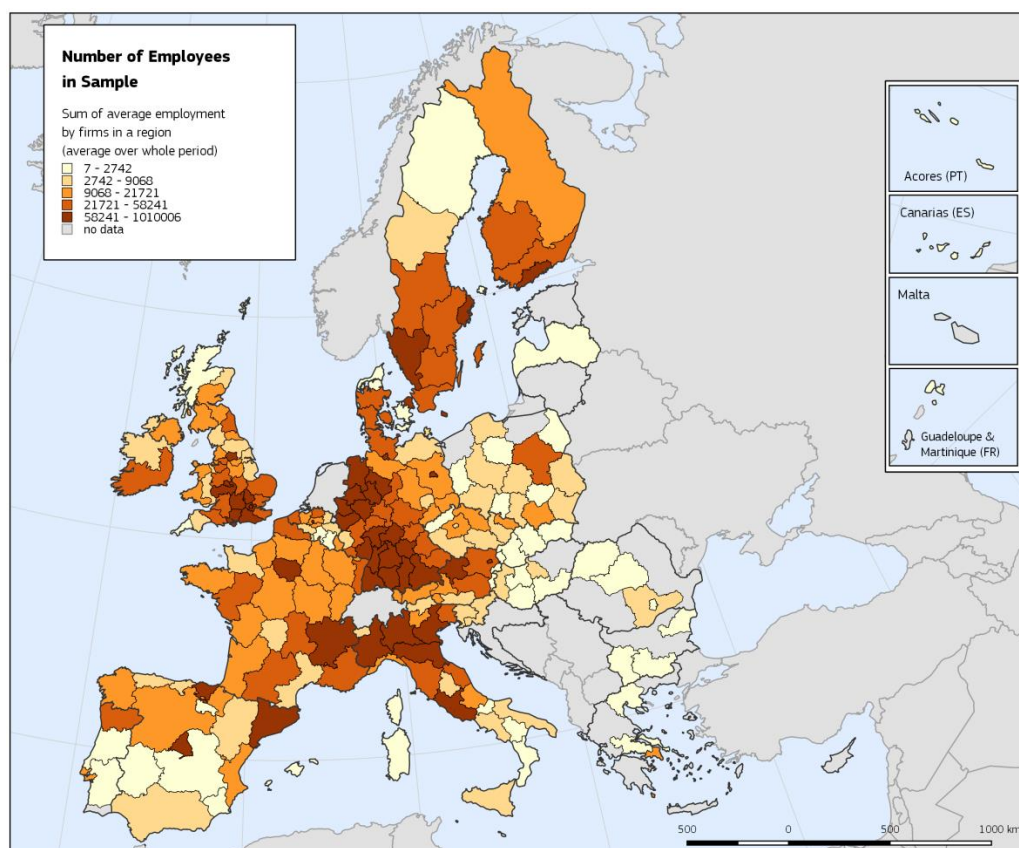 Number of Employees
in Sample
Sum of average employment
by firms in a region
(average over whole period)
7 - 2742
2742 - 9068
9068 - 21721
21721 - 58241
58241 - 1010006
no data
Acores (PT)
Canarias (ES)
Malta
Guadeloupe &
Martinique (FR)
500 0 500 1000 km